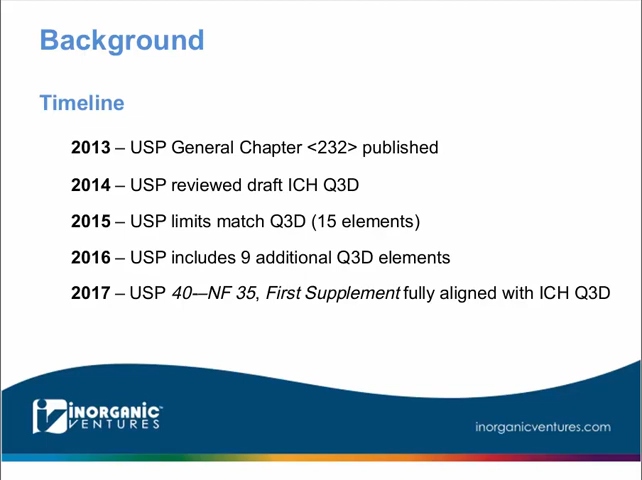 Background
Timeline
2013 – USP General Chapter <232> published
2014 – USP reviewed draft ICH Q3D
2015 – USP limits match Q3D (15 elements)
2016 – USP includes 9 additional Q3D elements
2017 – USP 40-–NF 35, First Supplement fully aligned with ICH Q3D
INORGANIC™
VENTURES
inorganicventures.com